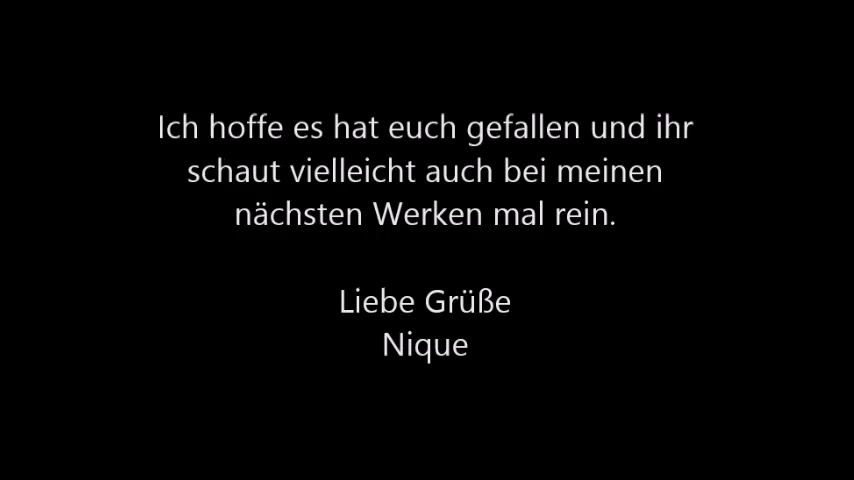 Ich hoffe es hat euch gefallen und ihr
schaut vielleicht auch bei meinen
nächsten Werken mal rein.
Liebe Grüße
Nique